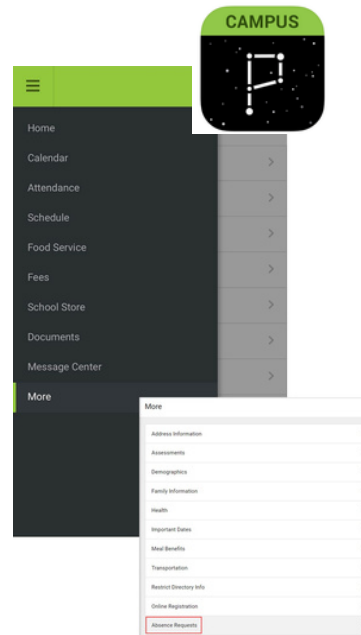 CAMPUS
P
Home
Calendar
Attendance
Schedule
Food Service
Fees
School Store
Documents
Message Center
More
More
Address Information
Assessments
Demographics
Family Information
Health
Important Dates
Meal Benefits
Transportation
Restrict Directory Info
Online Registration
Absence Requests